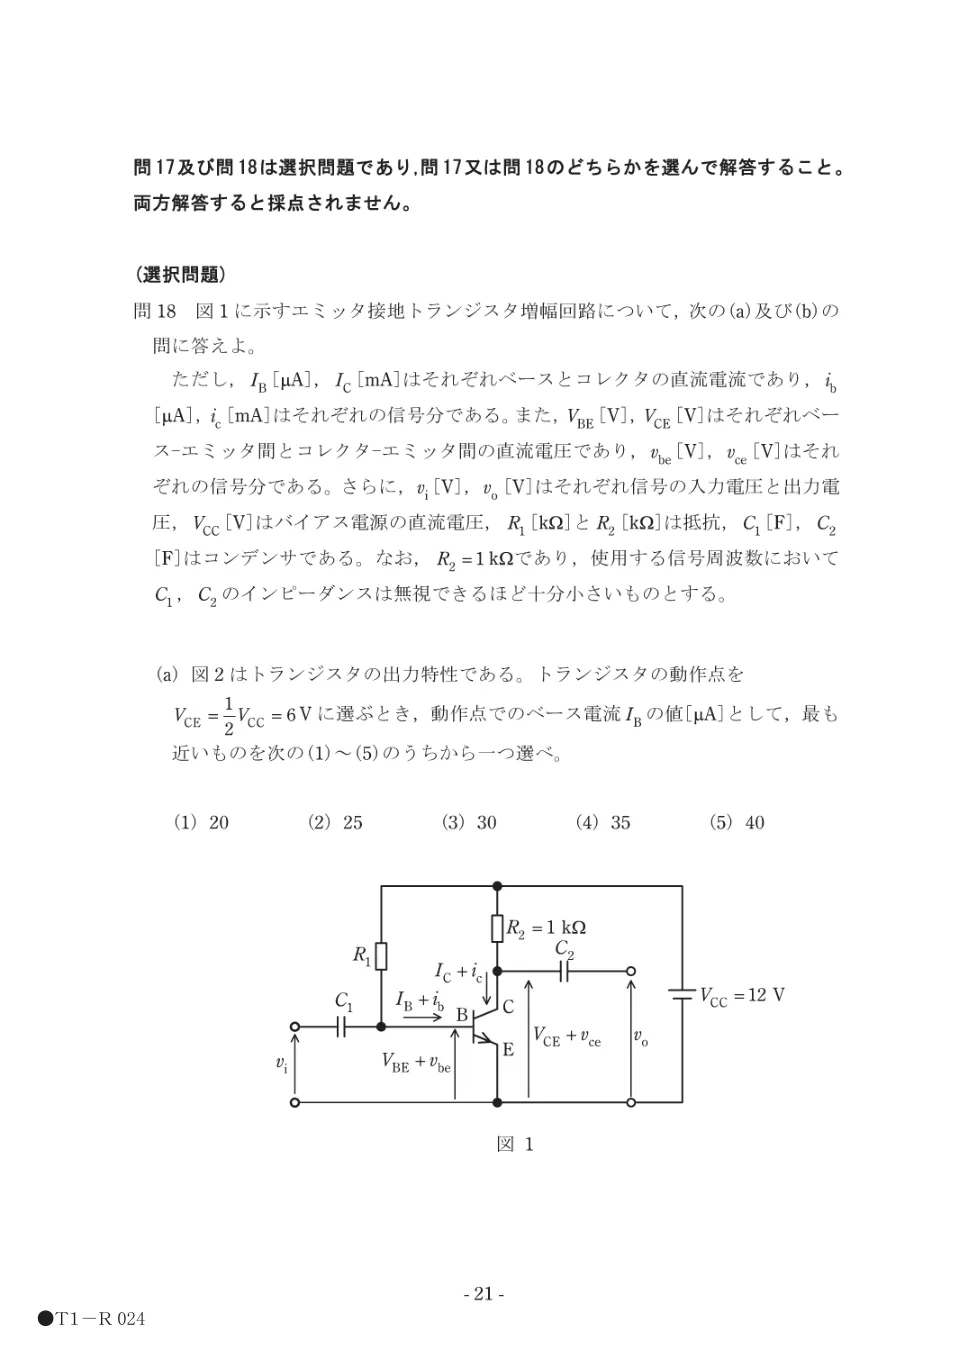 問17及び問18は選択問題であり,問17又は問18のどちらかを選んで解答すること。
両方解答すると採点されません。
(選択問題)
問18 図1に示すエミッタ接地トランジスタ増幅回路について,次の(a)及び(b)の
問に答えよ。
ただし,I_B[μA],I_C[mA]はそれぞれベースとコレクタの直流電流であり,i_b
[μA],i_c[mA]はそれぞれの信号分である。また,V_BE[V],V_CE[V]はそれぞれベー
ス−エミッタ間とコレクタ−エミッタ間の直流電圧であり,v_be[V],v_ce[V]はそれ
ぞれの信号分である。さらに,v_i[V],v_o[V]はそれぞれ信号の入力電圧と出力電
圧,V_CC[V]はバイアス電源の直流電圧,R_1[kΩ]とR_2[kΩ]は抵抗,C_1[F],C_2
[F]はコンデンサである。なお,R_2=1kΩであり,使用する信号周波数において
C_1,C_2のインピーダンスは無視できるほど十分小さいものとする。
(a) 図2はトランジスタの出力特性である。トランジスタの動作点を
V_CE=1/2V_CC=6Vに選ぶとき,動作点でのベース電流I_Bの値[μA]として,最も
近いものを次の(1)~(5)のうちから一つ選べ。
(1) 20 (2) 25 (3) 30 (4) 35 (5) 40
R_2=1 kΩ
C_2
R_1
I_C+i_c
C_1
I_B+i_b
B
C
E
V_CC=12 V
V_CE+v_ce
v_o
V_BE+v_be
v_i
図 1
- 21 -
●T1−R 024